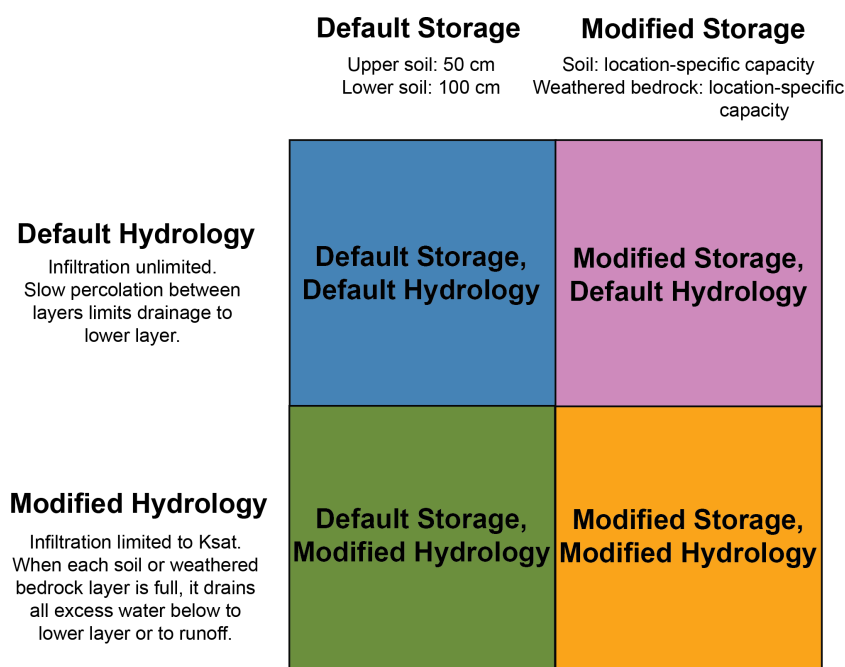 Default Storage
Upper soil: 50 cm
Lower soil: 100 cm
Modified Storage
Soil: location-specific capacity
Weathered bedrock: location-specific
capacity
Default Hydrology
Infiltration unlimited.
Slow percolation between
layers limits drainage to
lower layer.
Default Storage,
Default Hydrology
Modified Storage,
Default Hydrology
Modified Hydrology
Infiltration limited to Ksat.
When each soil or weathered
bedrock layer is full, it drains
all excess water below to
lower layer or to runoff.
Default Storage,
Modified Hydrology
Modified Storage,
Modified Hydrology